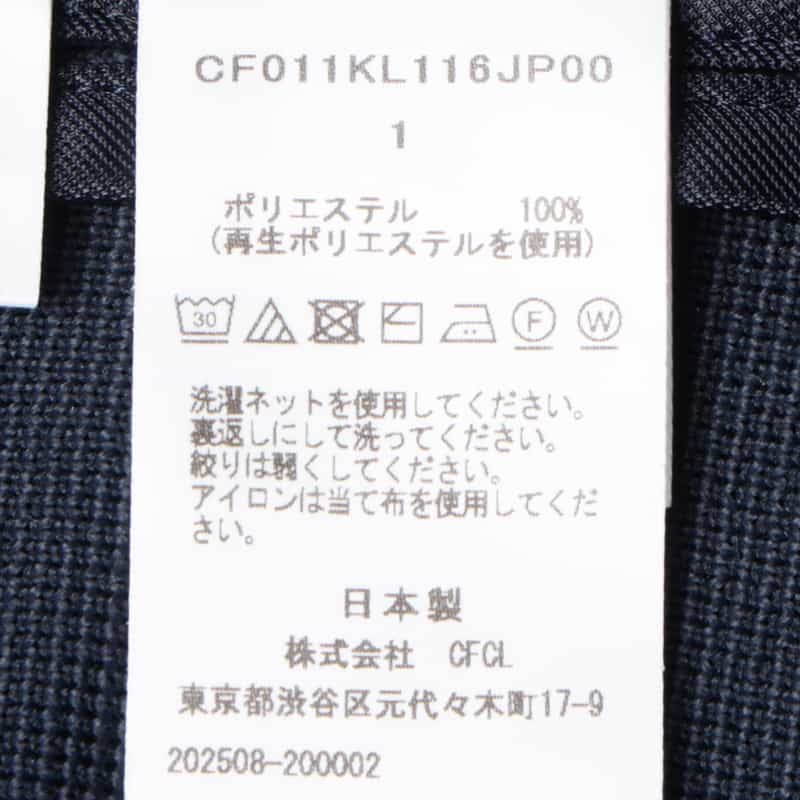 CF011KL116JP00
1
ポリエステル 100%
(再生ポリエステルを使用)
30 F W
洗濯ネットを使用してください。
裏返しにして洗ってください。
絞りは弱くしてください。
アイロンは当て布を使用してくだ
さい。
日本製
株式会社 CFCL
東京都渋谷区元代々木町17-9
202508-200002